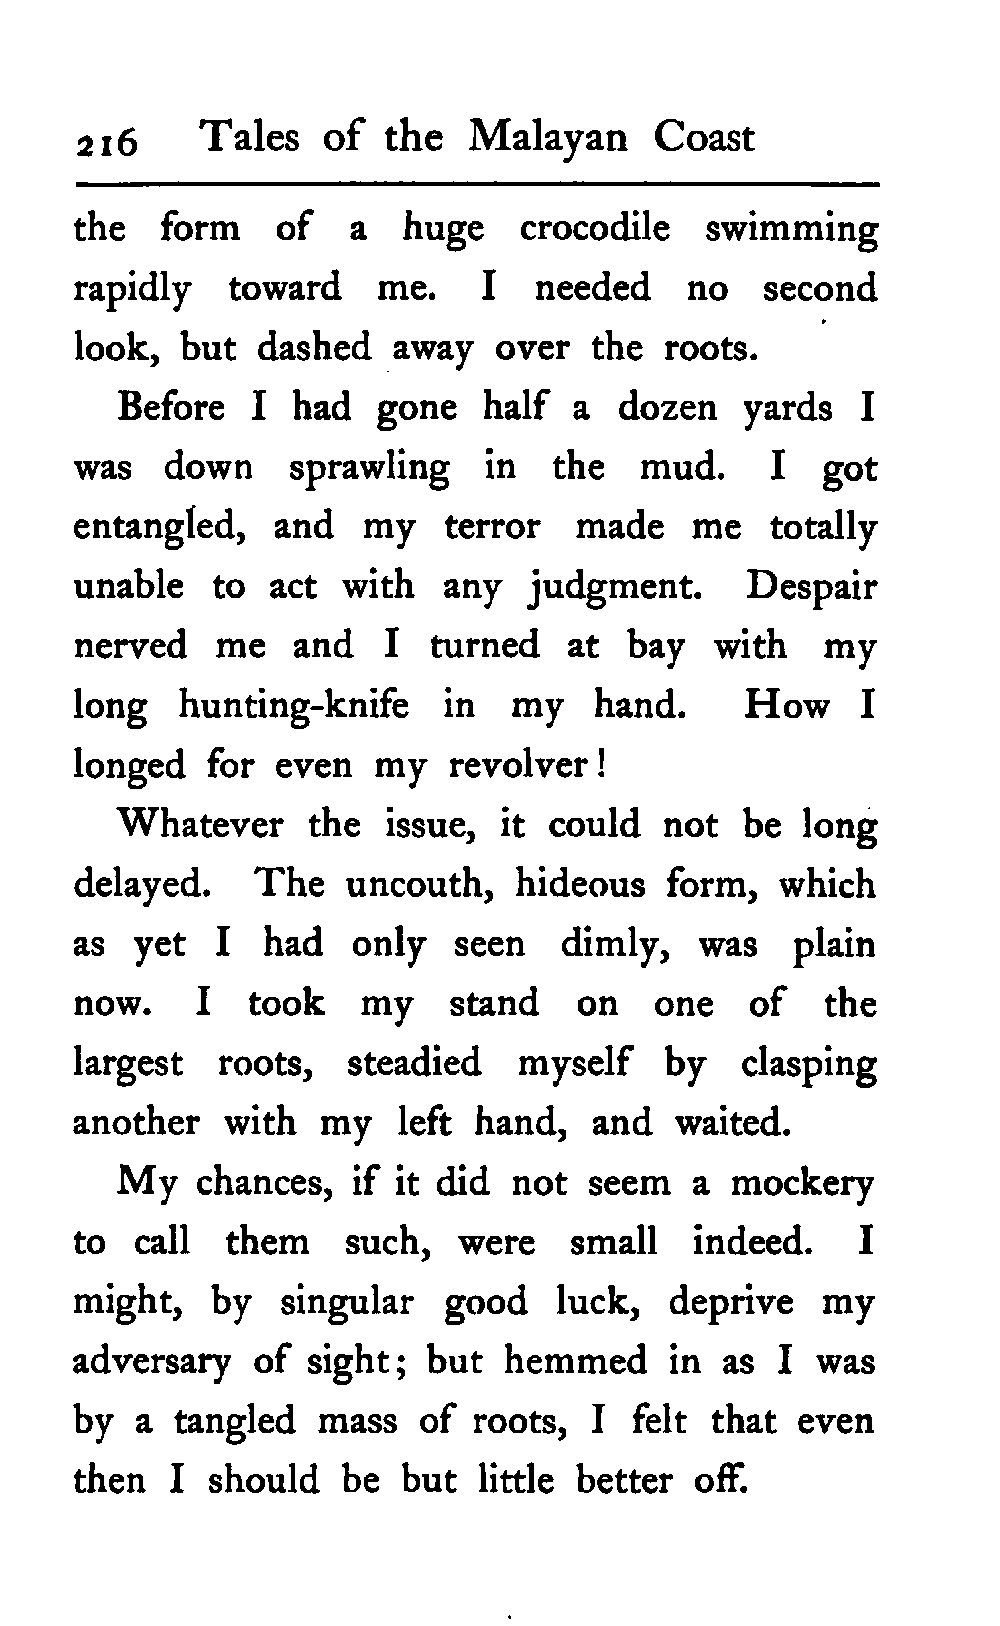 216 Tales of the Malayan Coast
the form of a huge crocodile swimming
rapidly toward me. I needed no second
look, but dashed away over the roots.
Before I had gone half a dozen yards I
was down sprawling in the mud. I got
entangled, and my terror made me totally
unable to act with any judgment. Despair
nerved me and I turned at bay with my
long hunting-knife in my hand. How I
longed for even my revolver!
Whatever the issue, it could not be long
delayed. The uncouth, hideous form, which
as yet I had only seen dimly, was plain
now. I took my stand on one of the
largest roots, steadied myself by clasping
another with my left hand, and waited.
My chances, if it did not seem a mockery
to call them such, were small indeed. I
might, by singular good luck, deprive my
adversary of sight; but hemmed in as I was
by a tangled mass of roots, I felt that even
then I should be but little better off.